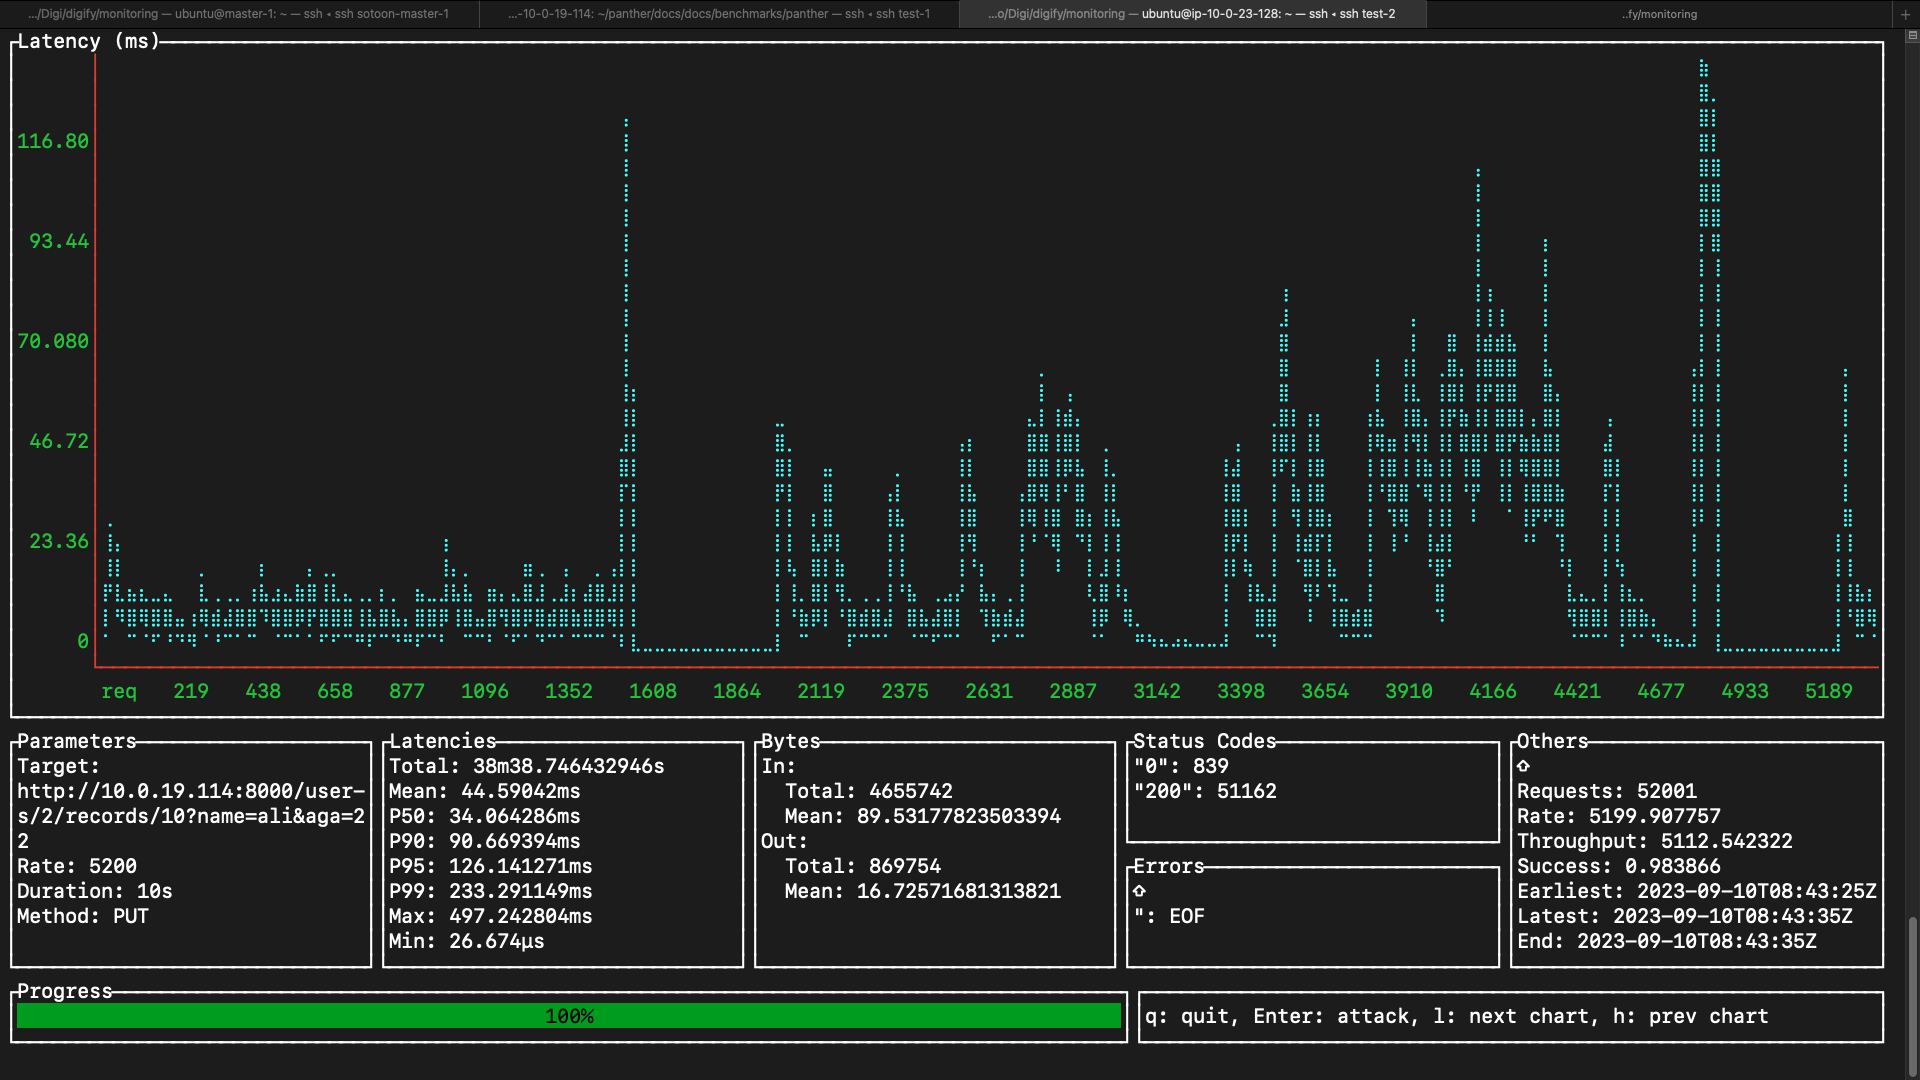 .../Digi/digify/monitoring — ubuntu@master-1: ~ — ssh ‹ ssh sotoon-master-1
...-10-0-19-114: ~/panther/docs/docs/benchmarks/panther — ssh ‹ ssh test-1
...o/Digi/digify/monitoring — ubuntu@ip-10-0-23-128: ~ — ssh ‹ ssh test-2
..fy/monitoring
+
Latency (ms)
116.80
93.44
70.080
46.72
23.36
0
req 219 438 658 877 1096 1352 1608 1864 2119 2375 2631 2887 3142 3398 3654 3910 4166 4421 4677 4933 5189
Parameters
Target:
http://10.0.19.114:8000/user-
s/2/records/10?name=ali&aga=2
2
Rate: 5200
Duration: 10s
Method: PUT
Latencies
Total: 38m38.746432946s
Mean: 44.59042ms
P50: 34.064286ms
P90: 90.669394ms
P95: 126.141271ms
P99: 233.291149ms
Max: 497.242804ms
Min: 26.674µs
Bytes
In:
Total: 4655742
Mean: 89.53177823503394
Out:
Total: 869754
Mean: 16.72571681313821
Status Codes
"0": 839
"200": 51162
Errors
⇧
": EOF
Others
⇧
Requests: 52001
Rate: 5199.907757
Throughput: 5112.542322
Success: 0.983866
Earliest: 2023-09-10T08:43:25Z
Latest: 2023-09-10T08:43:35Z
End: 2023-09-10T08:43:35Z
Progress
100%
q: quit, Enter: attack, l: next chart, h: prev chart